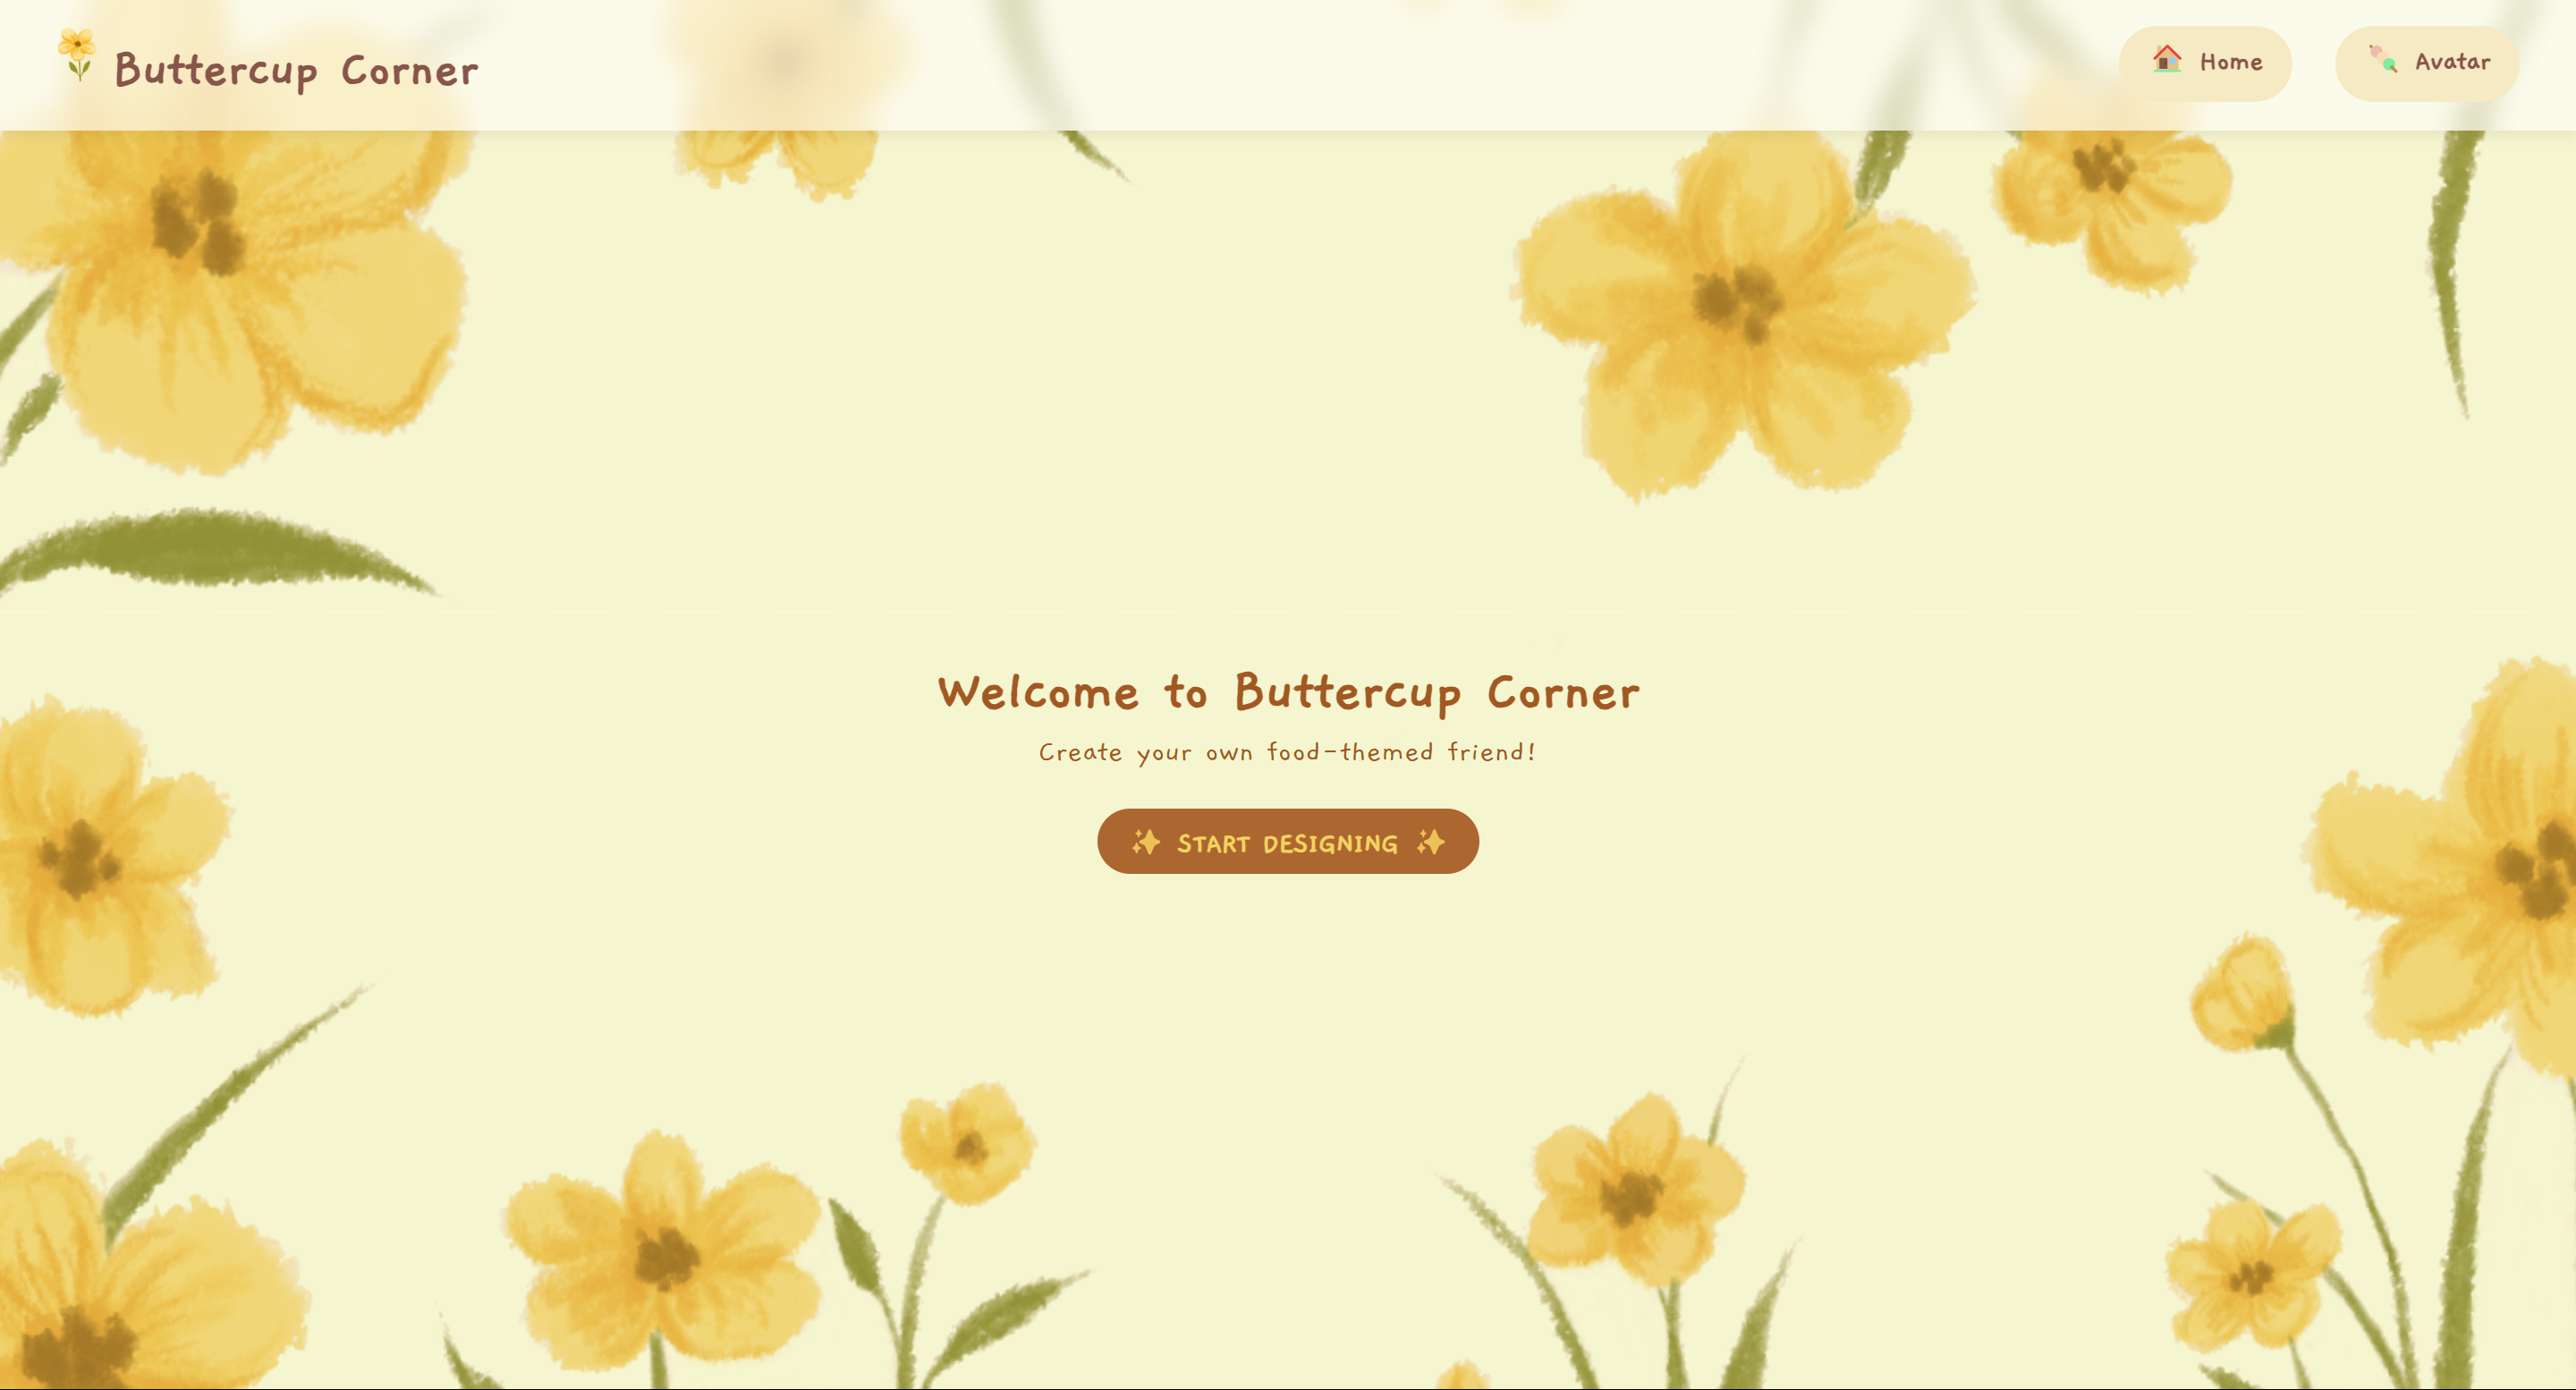 Buttercup Corner
Home
Avatar
Welcome to Buttercup Corner
Create your own food-themed friend!
✨ START DESIGNING ✨